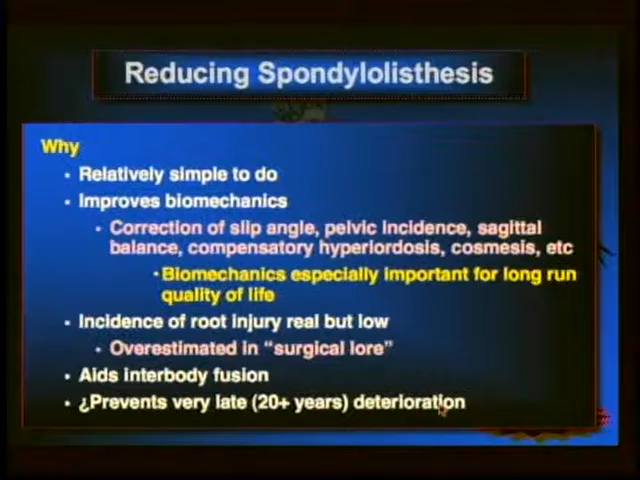 Reducing Spondylolisthesis
Why
• Relatively simple to do
• Improves biomechanics
• Correction of slip angle, pelvic incidence, sagittal
balance, compensatory hyperlordosis, cosmesis, etc
•Biomechanics especially important for long run
quality of life
• Incidence of root injury real but low
• Overestimated in “surgical lore”
• Aids interbody fusion
• ¿Prevents very late (20+ years) deterioration